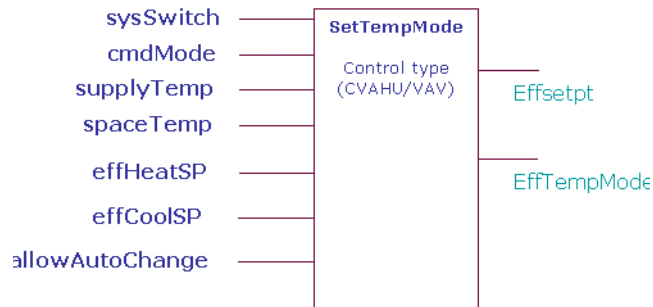 sysSwitch
SetTempMode
cmdMode
Control type
(CVAHU/VAV)
supplyTemp
Effsetpt
spaceTemp
effHeatSP
EffTempMode
effCoolSP
allowAutoChange